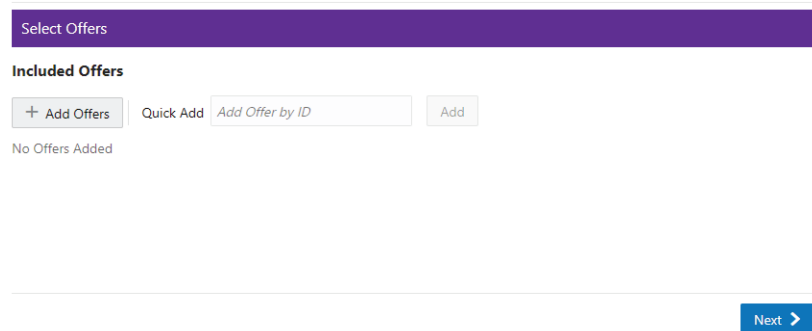 Select Offers
Included Offers
+ Add Offers Quick Add Add Offer by ID Add
No Offers Added
Next